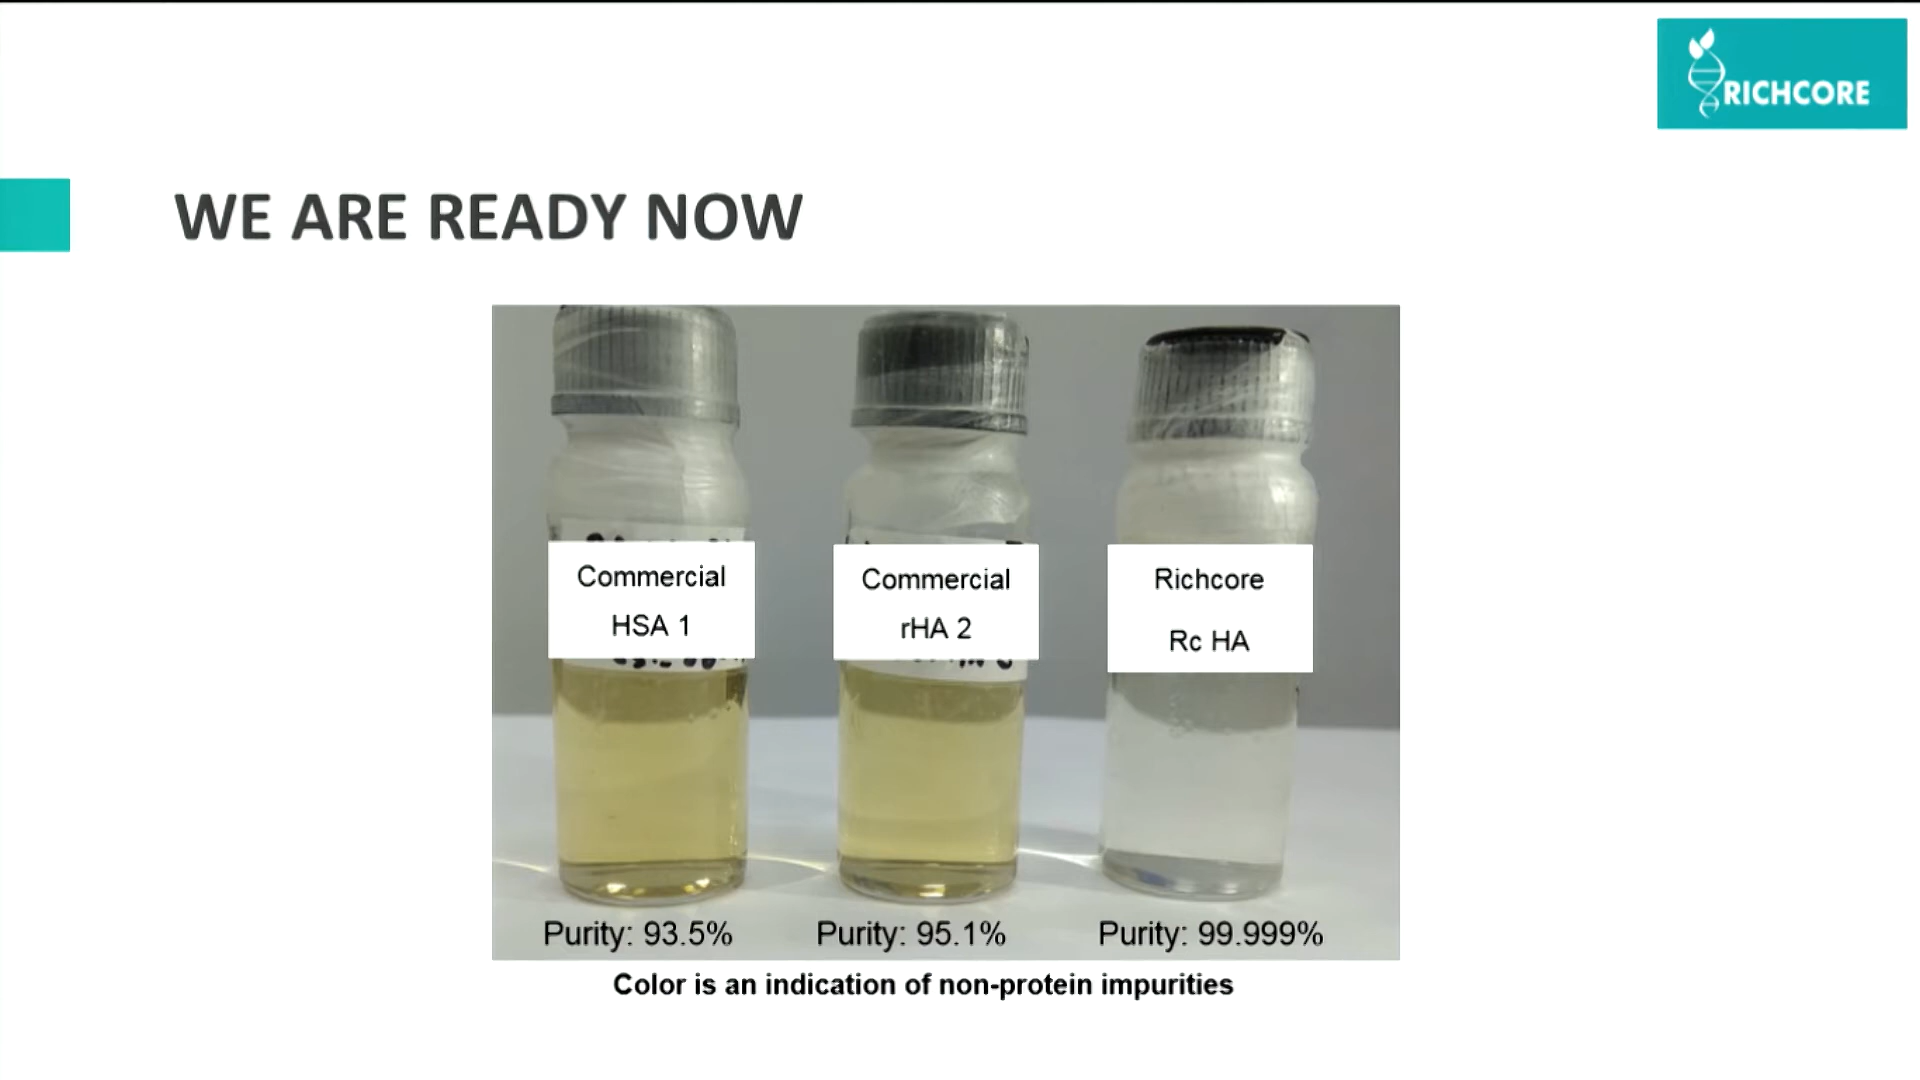 RICHCORE
WE ARE READY NOW
Commercial
HSA 1
Commercial
rHA 2
Richcore
Rc HA
Purity: 93.5%
Purity: 95.1%
Purity: 99.999%
Color is an indication of non-protein impurities